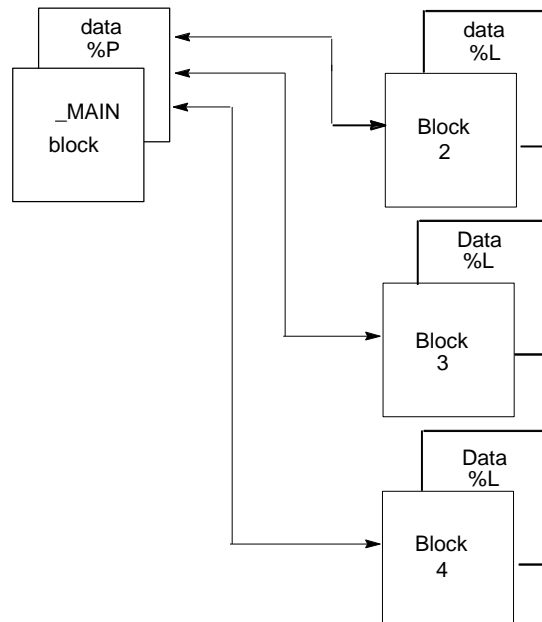 data
%P
_MAIN
block
data
%L
Block
2
Data
%L
Block
3
Data
%L
Block
4